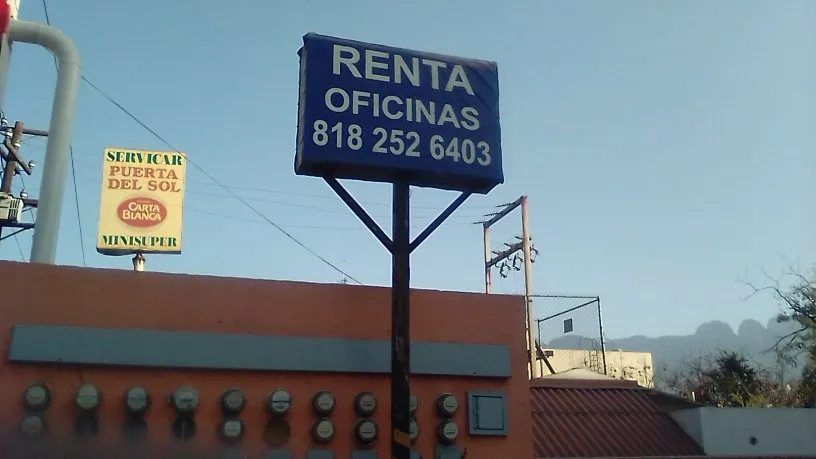 RENTA
OFICINAS
818 252 6403
SERVICAR
PUERTA
DEL SOL
CARTA
BLANCA
MINISUPER